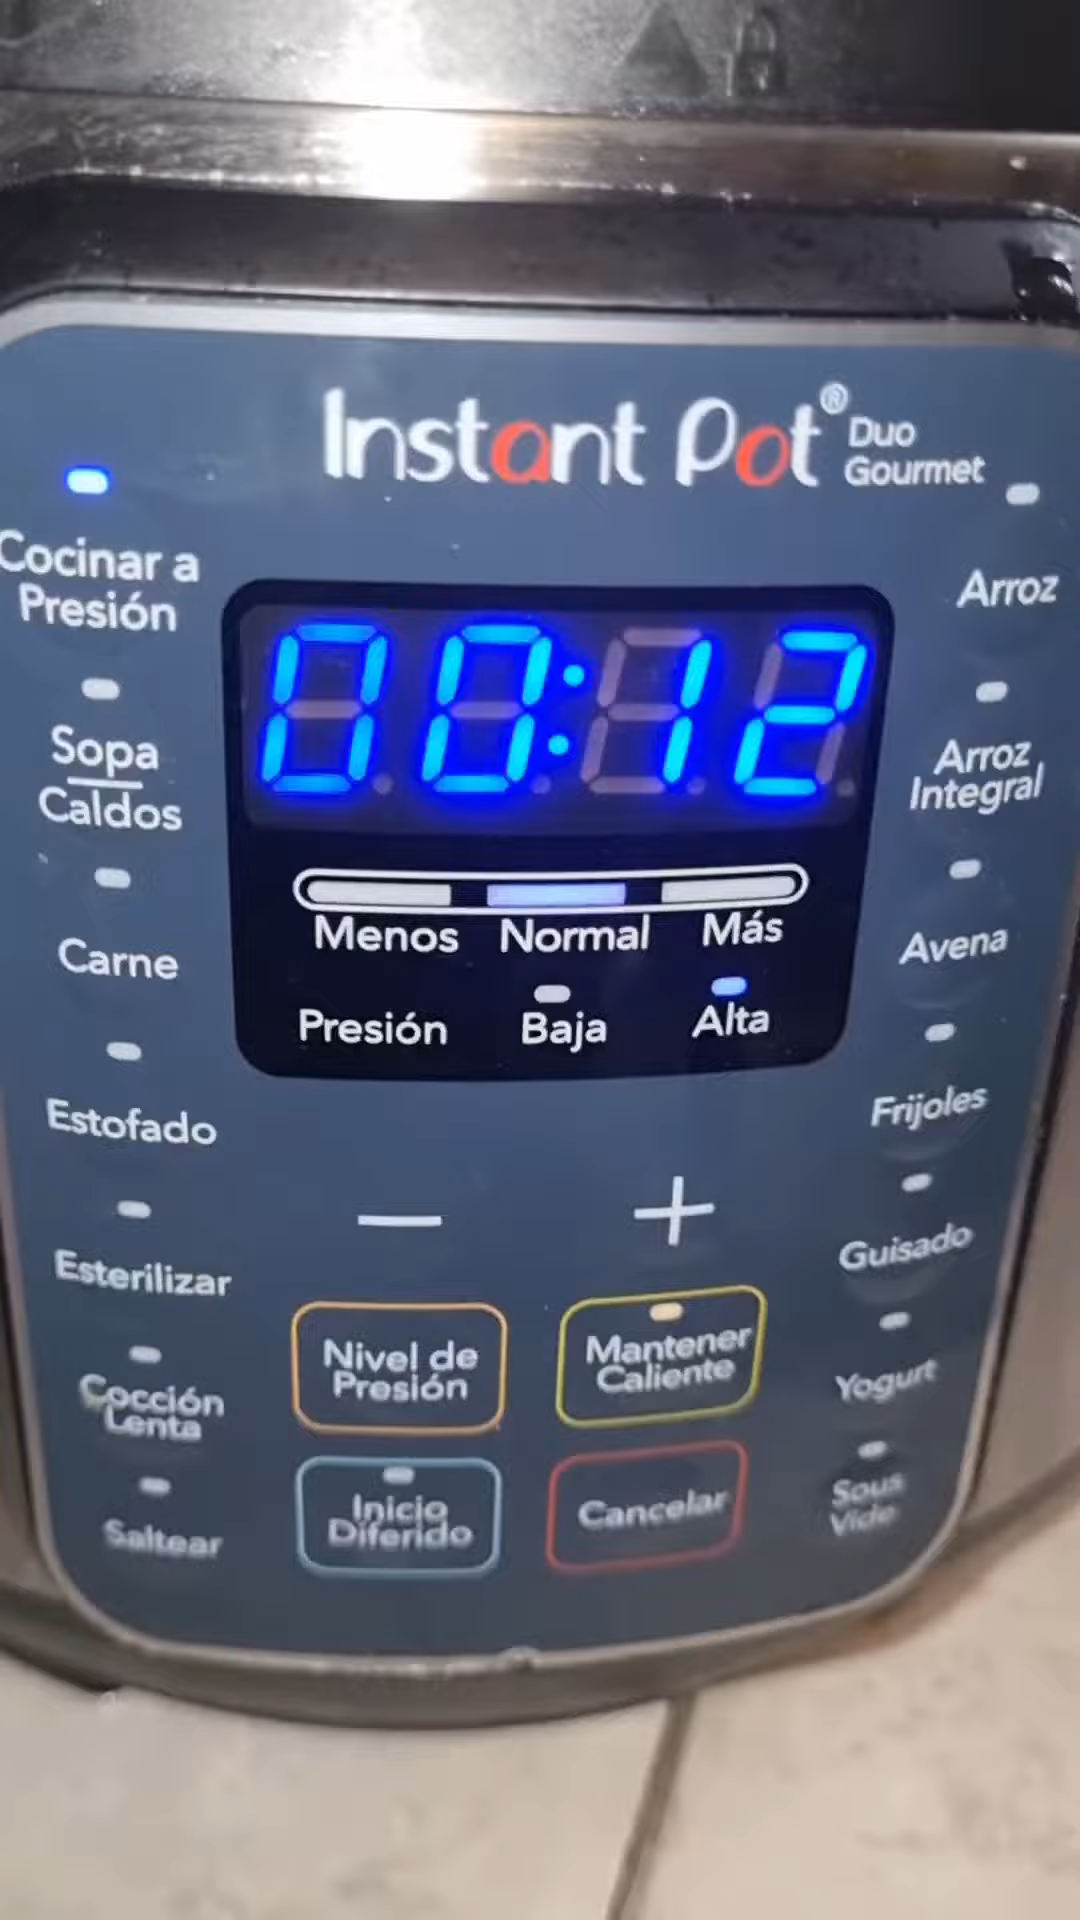 Instant Pot® Duo
Gourmet
Cocinar a
Presión
Sopa
Caldos
Carne
Estofado
Esterilizar
Cocción
Lenta
Saltear
00:12
Menos Normal Más
Presión Baja Alta
− +
Nivel de
Presión
Mantener
Caliente
Inicio
Diferido
Cancelar
Arroz
Arroz
Integral
Avena
Frijoles
Guisado
Yogurt
Sous
Vide